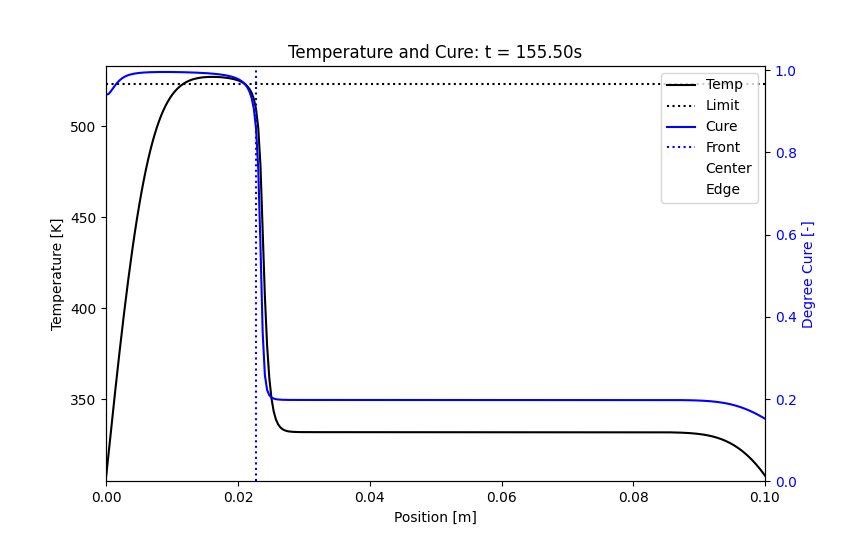 Temperature and Cure: t = 155.50s
Temp
Limit
Cure
Front
Center
Edge
500
450
400
350
Temperature [K]
1.0
0.8
0.6
0.4
0.2
0.0
Degree Cure [-]
0.00 0.02 0.04 0.06 0.08 0.10
Position [m]